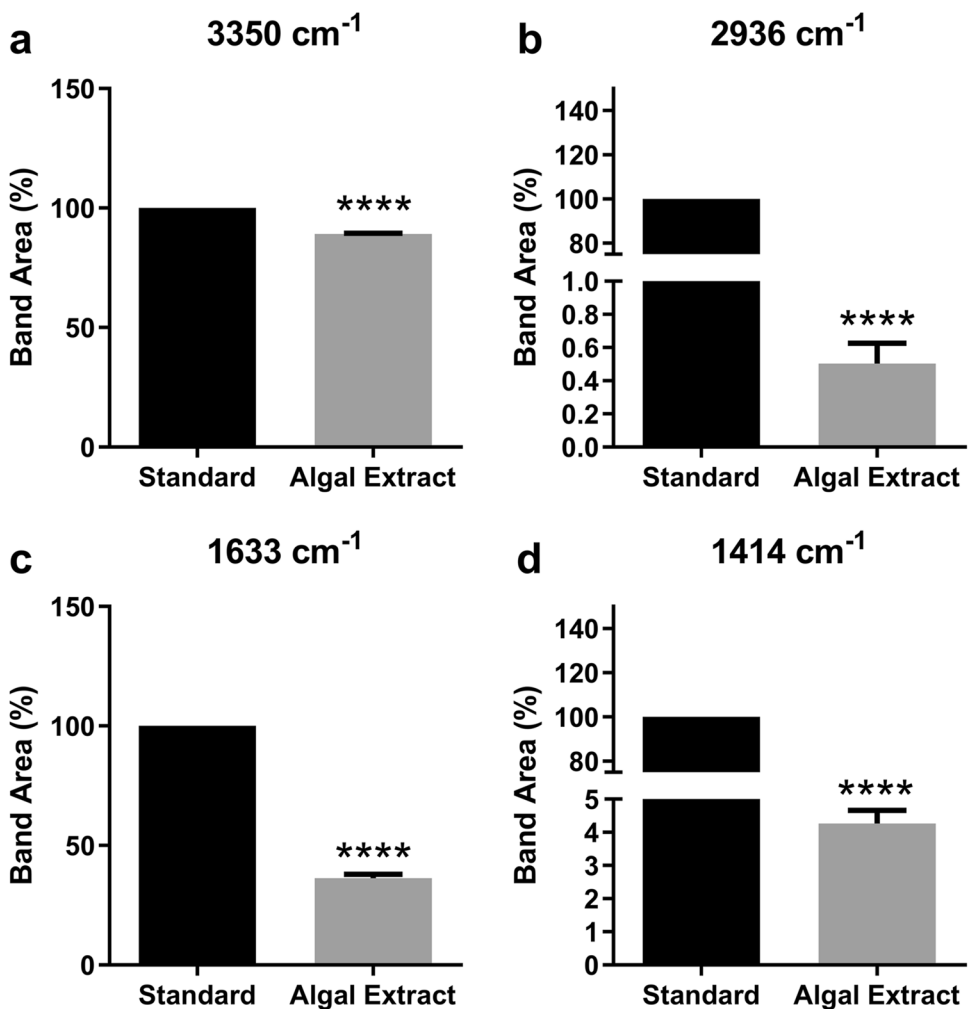 a
3350 cm-1
Band Area (%)
150
100
50
0
****
Standard Algal Extract
b
2936 cm-1
Band Area (%)
140
120
100
80
1.0
0.8
0.6
0.4
0.2
0.0
****
Standard Algal Extract
c
1633 cm-1
Band Area (%)
150
100
50
0
****
Standard Algal Extract
d
1414 cm-1
Band Area (%)
140
120
100
80
5
4
3
2
1
0
****
Standard Algal Extract